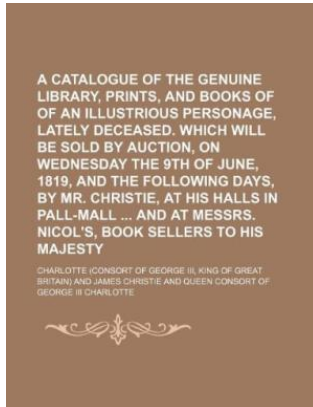 A CATALOGUE OF THE GENUINE
LIBRARY, PRINTS, AND BOOKS OF
OF AN ILLUSTRIOUS PERSONAGE,
LATELY DECEASED. WHICH WILL
BE SOLD BY AUCTION, ON
WEDNESDAY THE 9TH OF JUNE,
1819, AND THE FOLLOWING DAYS,
BY MR. CHRISTIE, AT HIS HALLS IN
PALL-MALL ... AND AT MESSRS.
NICOL'S, BOOK SELLERS TO HIS
MAJESTY
CHARLOTTE (CONSORT OF GEORGE III, KING OF GREAT
BRITAIN) AND JAMES CHRISTIE AND QUEEN CONSORT OF
GEORGE III CHARLOTTE